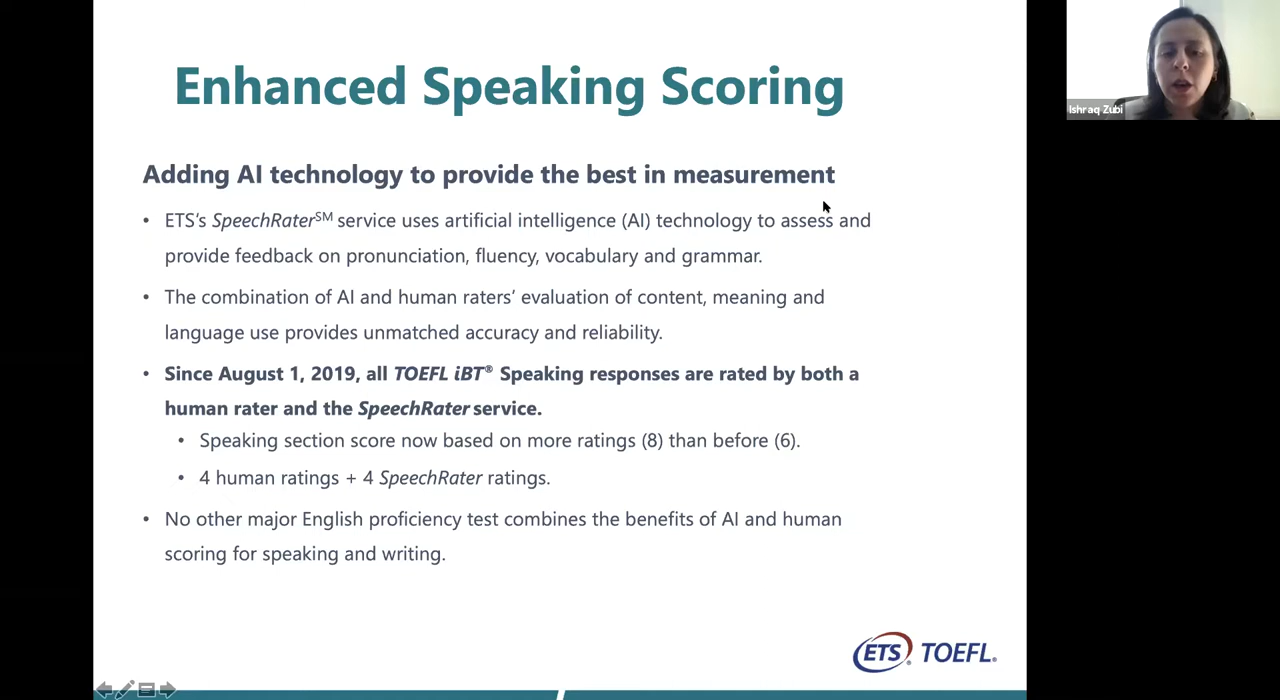 Enhanced Speaking Scoring
Adding AI technology to provide the best in measurement
• ETS's SpeechRater℠ service uses artificial intelligence (AI) technology to assess and
provide feedback on pronunciation, fluency, vocabulary and grammar.
• The combination of AI and human raters' evaluation of content, meaning and
language use provides unmatched accuracy and reliability.
• Since August 1, 2019, all TOEFL iBT® Speaking responses are rated by both a
human rater and the SpeechRater service.
• Speaking section score now based on more ratings (8) than before (6).
• 4 human ratings + 4 SpeechRater ratings.
• No other major English proficiency test combines the benefits of AI and human
scoring for speaking and writing.
ETS® TOEFL®
Ishraq Zubi